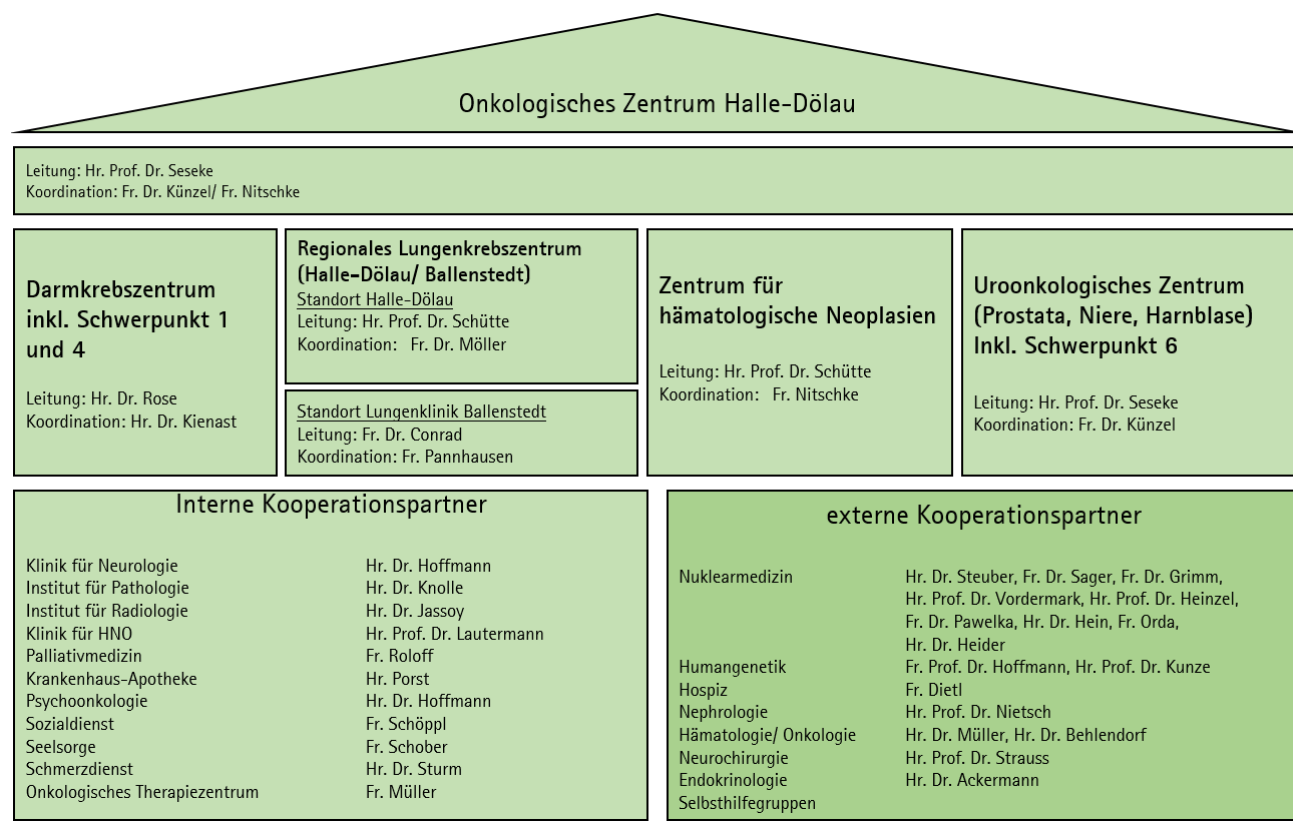 Onkologisches Zentrum Halle-Dölau
Leitung: Hr. Prof. Dr. Seseke
Koordination: Fr. Dr. Künzel/ Fr. Nitschke
Darmkrebszentrum
inkl. Schwerpunkt 1
und 4
Leitung: Hr. Dr. Rose
Koordination: Hr. Dr. Kienast
Regionales Lungenkrebszentrum
(Halle-Dölau/ Ballenstedt)
Standort Halle-Dölau
Leitung: Hr. Prof. Dr. Schütte
Koordination: Fr. Dr. Möller
Standort Lungenklinik Ballenstedt
Leitung: Fr. Dr. Conrad
Koordination: Fr. Pannhausen
Zentrum für
hämatologische Neoplasien
Leitung: Hr. Prof. Dr. Schütte
Koordination: Fr. Nitschke
Uroonkologisches Zentrum
(Prostata, Niere, Harnblase)
Inkl. Schwerpunkt 6
Leitung: Hr. Prof. Dr. Seseke
Koordination: Fr. Dr. Künzel
Interne Kooperationspartner
Klinik für Neurologie Hr. Dr. Hoffmann
Institut für Pathologie Hr. Dr. Knolle
Institut für Radiologie Hr. Dr. Jassoy
Klinik für HNO Hr. Prof. Dr. Lautermann
Palliativmedizin Fr. Roloff
Krankenhaus-Apotheke Hr. Porst
Psychoonkologie Hr. Dr. Hoffmann
Sozialdienst Fr. Schöppl
Seelsorge Fr. Schober
Schmerzdienst Hr. Dr. Sturm
Onkologisches Therapiezentrum Fr. Müller
externe Kooperationspartner
Nuklearmedizin Hr. Dr. Steuber, Fr. Dr. Sager, Fr. Dr. Grimm,
Hr. Prof. Dr. Vordermark, Hr. Prof. Dr. Heinzel,
Fr. Dr. Pawelka, Hr. Dr. Hein, Fr. Orda,
Hr. Dr. Heider
Humangenetik Fr. Prof. Dr. Hoffmann, Hr. Prof. Dr. Kunze
Hospiz Fr. Dietl
Nephrologie Hr. Prof. Dr. Nietsch
Hämatologie/ Onkologie Hr. Dr. Müller, Hr. Dr. Behlendorf
Neurochirurgie Hr. Prof. Dr. Strauss
Endokrinologie Hr. Dr. Ackermann
Selbsthilfegruppen